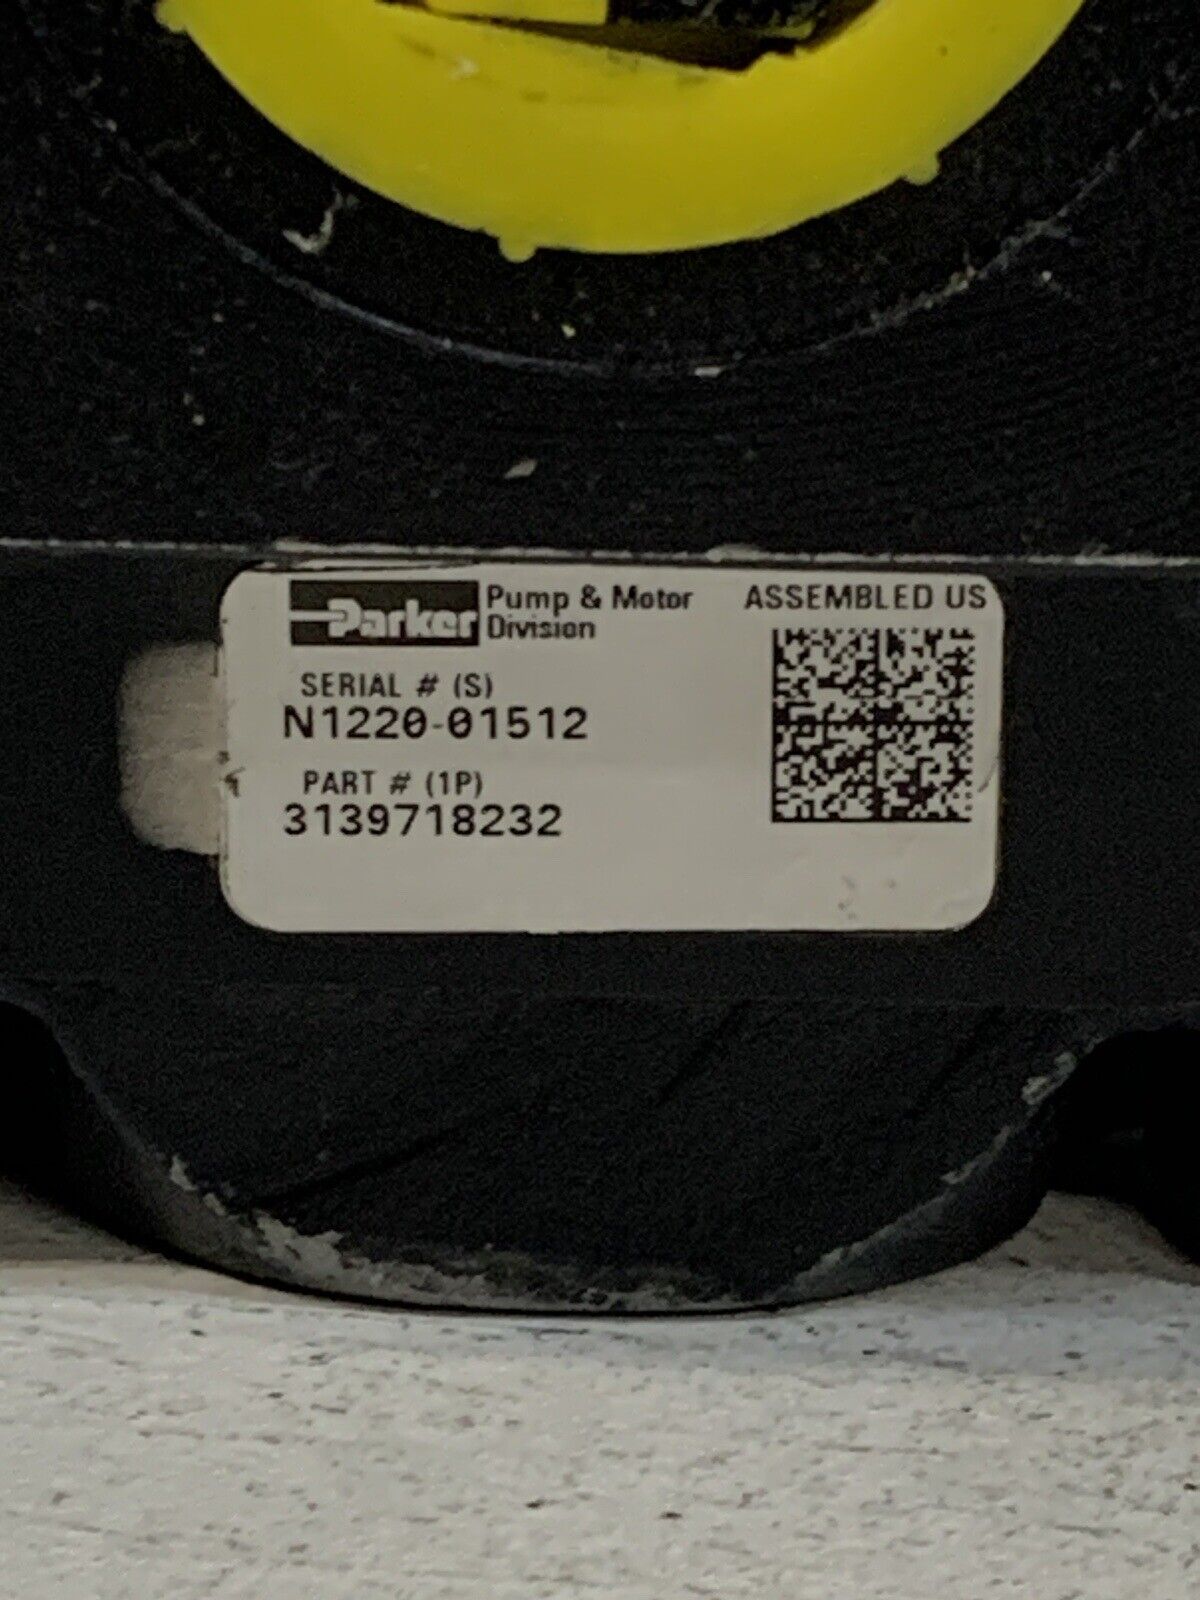 Parker Pump & Motor
Division
ASSEMBLED US
SERIAL # (S)
N1220-01512
PART # (1P)
3139718232